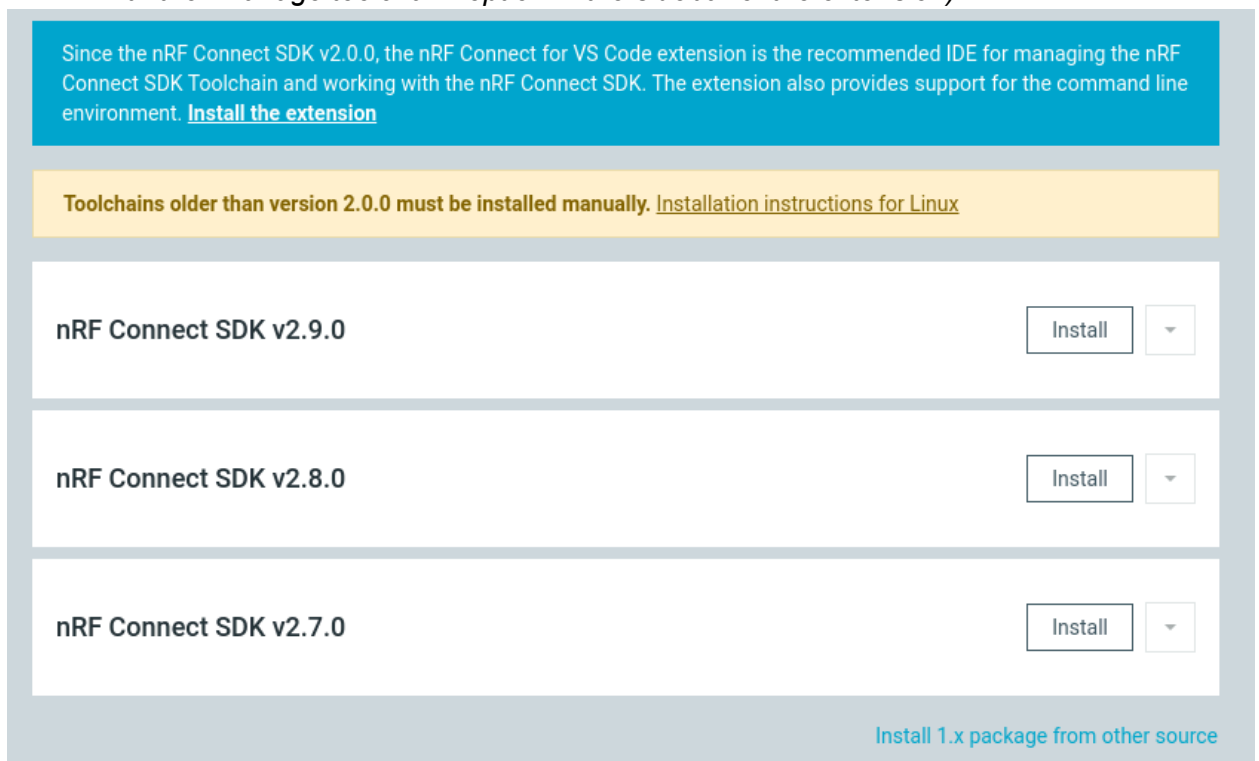 Since the nRF Connect SDK v2.0.0, the nRF Connect for VS Code extension is the recommended IDE for managing the nRF
Connect SDK Toolchain and working with the nRF Connect SDK. The extension also provides support for the command line
environment. Install the extension
Toolchains older than version 2.0.0 must be installed manually. Installation instructions for Linux
nRF Connect SDK v2.9.0 Install
nRF Connect SDK v2.8.0 Install
nRF Connect SDK v2.7.0 Install
Install 1.x package from other source